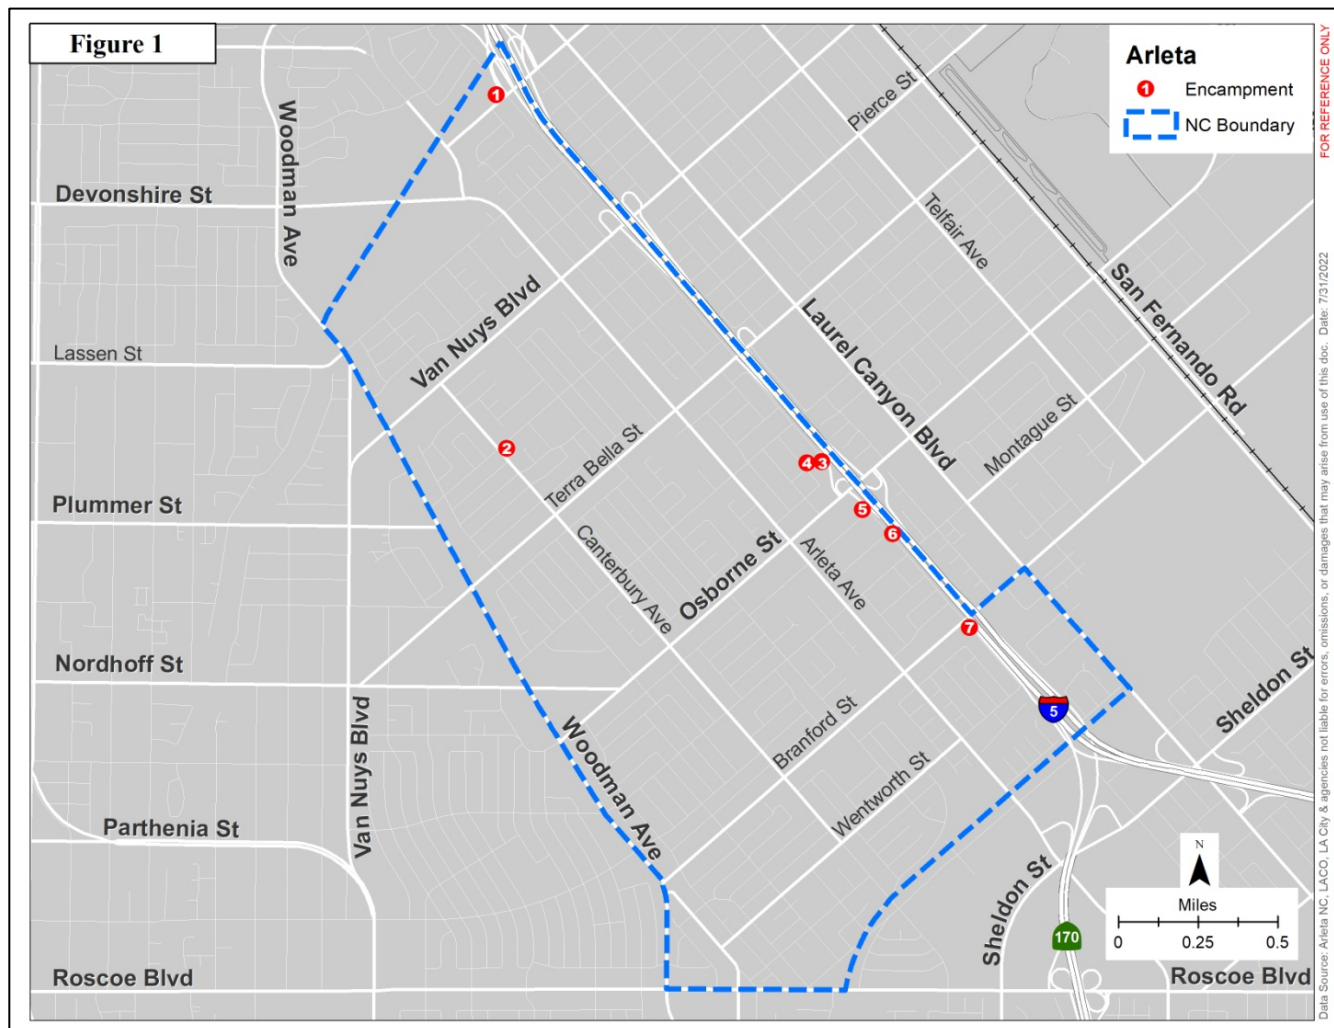 Figure 1
Arleta
1 Encampment
NC Boundary
FOR REFERENCE ONLY
1
Pierce St
Woodman Ave
Devonshire St
Telfair Ave
San Fernando Rd
Van Nuys Blvd
Laurel Canyon Blvd
Lassen St
Montague St
2
Terra Bella St
4
3
Plummer St
5
6
Canterbury Ave
Osborne St
Arleta Ave
7
Nordhoff St
Sheldon St
5
Van Nuys Blvd
Woodman Ave
Branford St
Wentworth St
Parthenia St
Sheldon St
N
Miles
0 0.25 0.5
170
Roscoe Blvd
Roscoe Blvd
Data Source: Arleta NC, LACO, LA City & agencies not liable for errors, omissions, or damages that may arise from use of this doc. Date: 7/31/2022